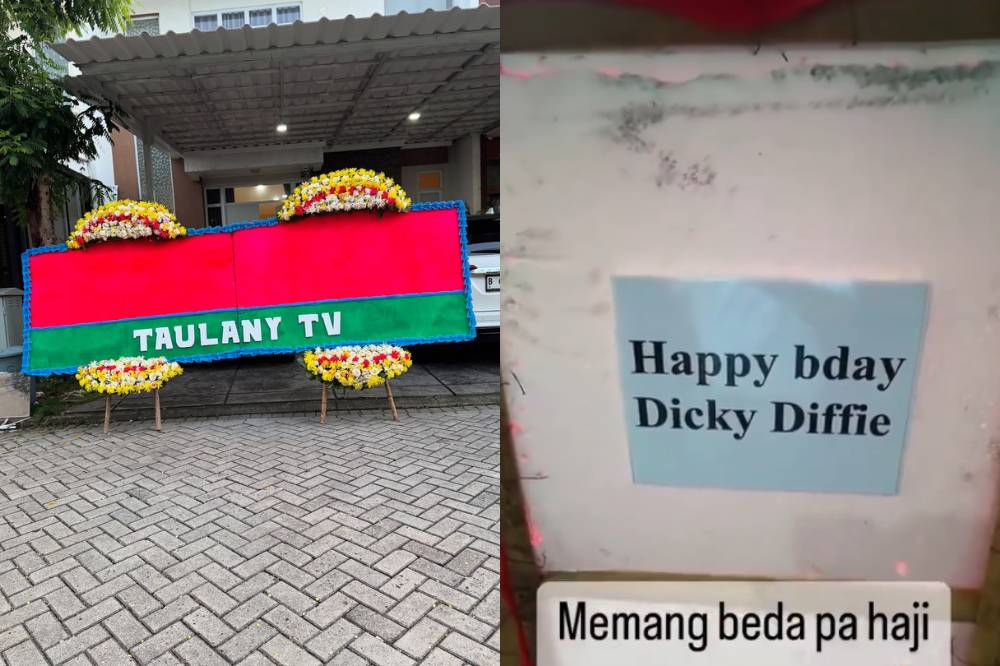 TAULANY TV
B
Happy bday
Dicky Diffie
Memang beda pa haji